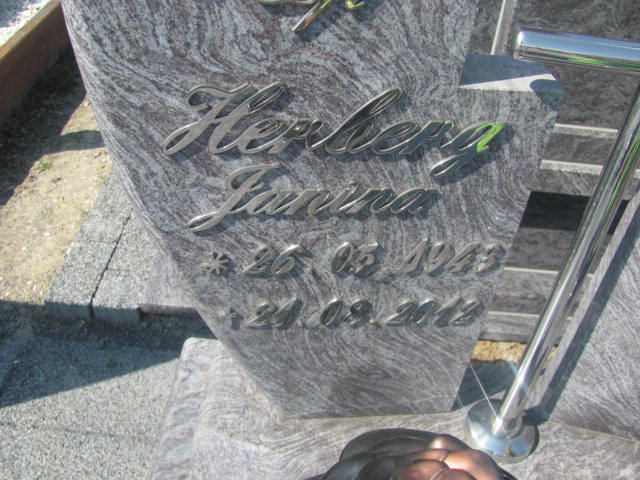 Herberg
Janina
* 26. 05. 1943
† 21. 08. 2012